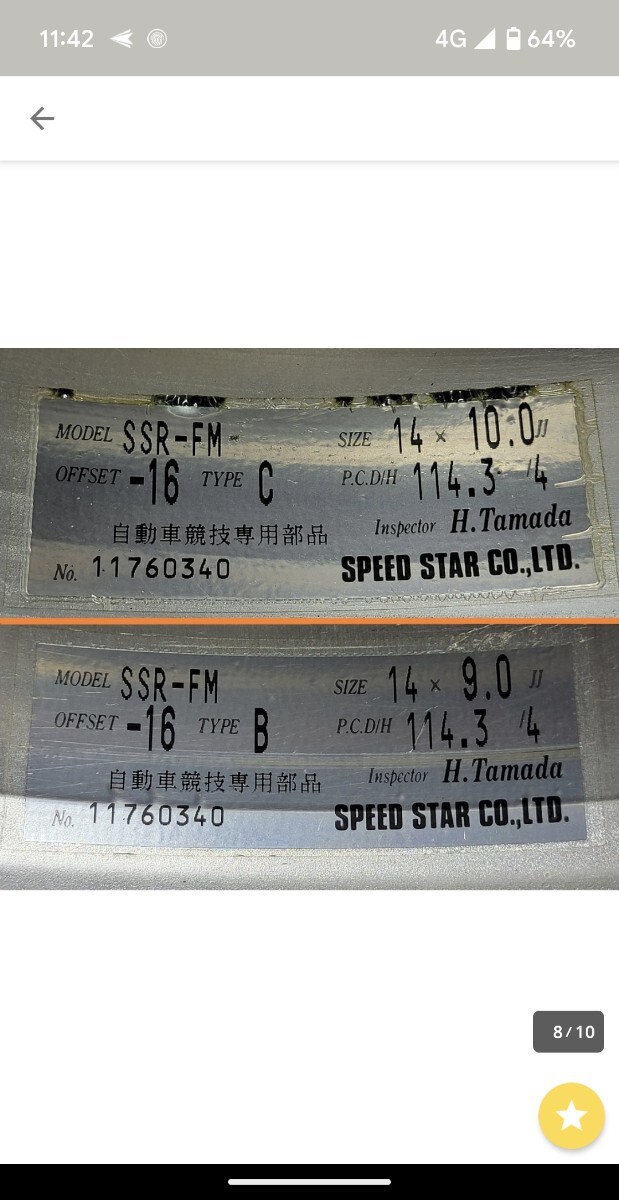 11:42
4G 64%
MODEL SSR-FM SIZE 14 × 10.0JJ
OFFSET -16 TYPE C P.C.D/H 114.3 /4
自動車競技専用部品 Inspector H.Tamada
No. 11760340 SPEED STAR CO.,LTD.
MODEL SSR-FM SIZE 14 × 9.0 JJ
OFFSET -16 TYPE B P.C.D/H 114.3 /4
自動車競技専用部品 Inspector H.Tamada
No. 11760340 SPEED STAR CO.,LTD.
8/10